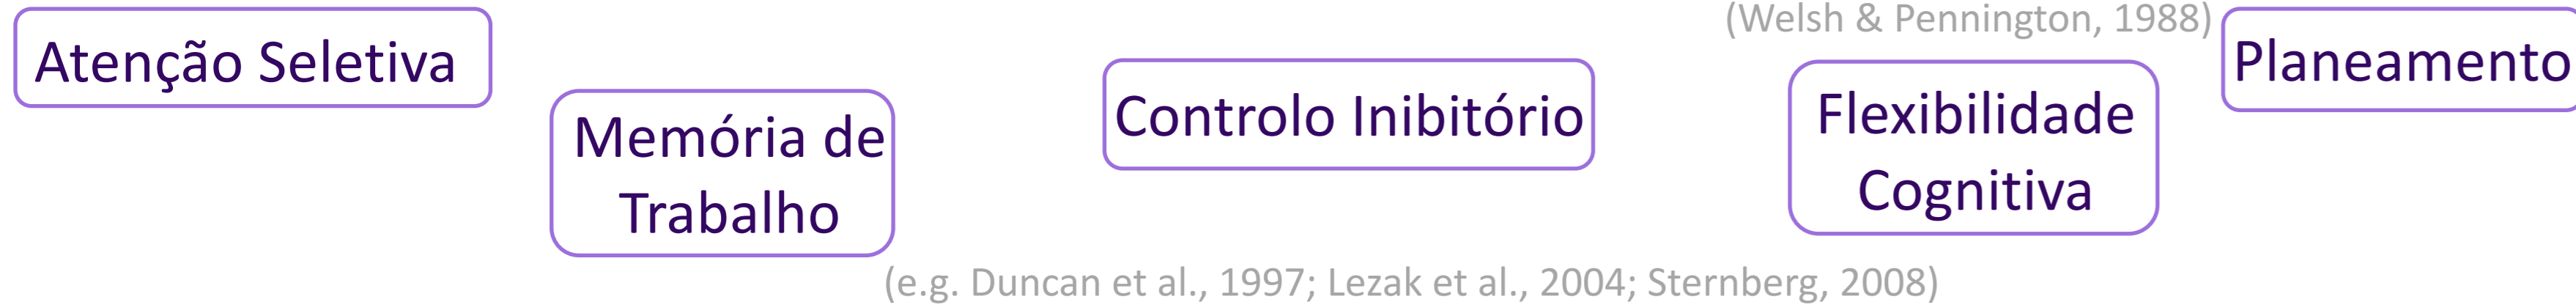 (Welsh & Pennington, 1988)
Atenção Seletiva
Memória de
Trabalho
Controlo Inibitório
Flexibilidade
Cognitiva
Planeamento
(e.g. Duncan et al., 1997; Lezak et al., 2004; Sternberg, 2008)